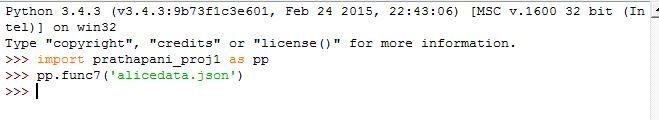 Python 3.4.3 (v3.4.3:9b73f1c3e601, Feb 24 2015, 22:43:06) [MSC v.1600 32 bit (In
tel)] on win32
Type "copyright", "credits" or "license()" for more information.
>>> import prathapani_proj1 as pp
>>> pp.func7('alicedata.json')
>>>